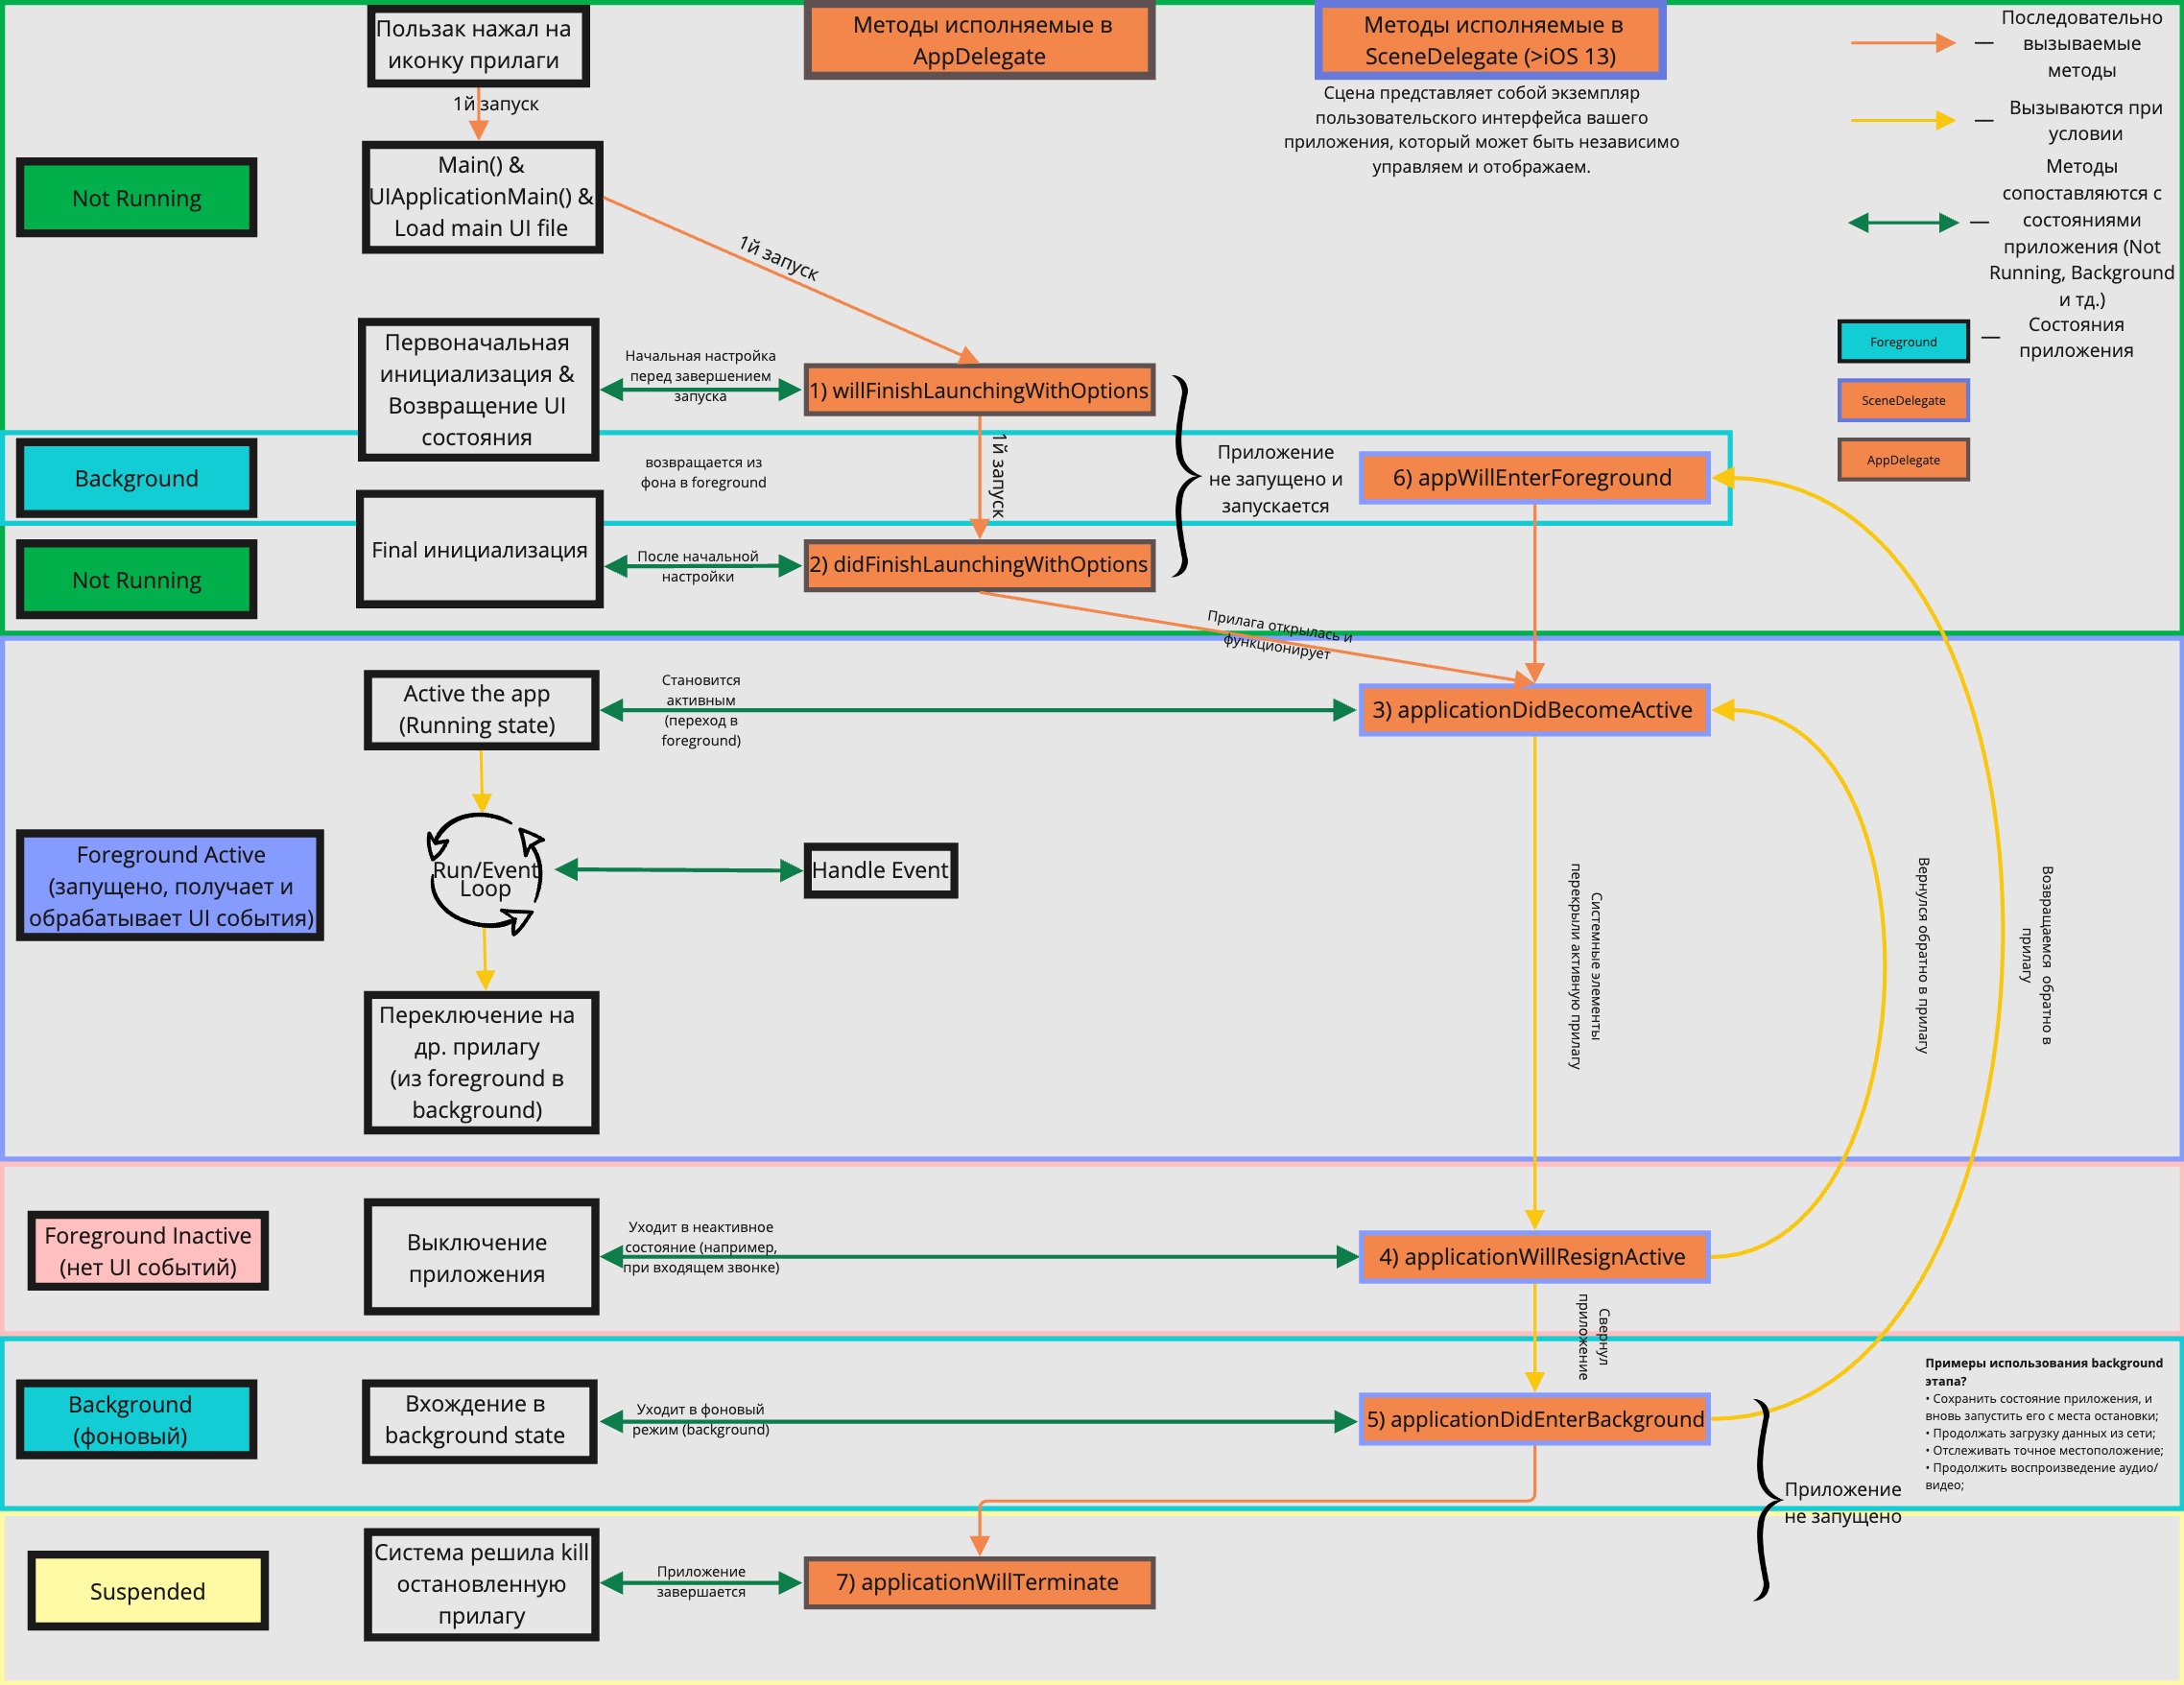 Пользак нажал на
иконку прилаги
Методы исполняемые в
AppDelegate
Методы исполняемые в
SceneDelegate (>iOS 13)
Сцена представляет собой экземпляр
пользовательского интерфейса вашего
приложения, который может быть независимо
управляем и отображаем.
Последовательно
— вызываемые
методы
— Вызываются при
условии
Методы
сопоставляются с
— состояниями
приложения (Not
Running, Background
и тд.)
Foreground
— Состояния
приложения
SceneDelegate
AppDelegate
1й запуск
Not Running
Main() &
UIApplicationMain() &
Load main UI file
1й запуск
Первоначальная
инициализация &
Возвращение UI
состояния
Начальная настройка
перед завершением
запуска
1) willFinishLaunchingWithOptions
1й запуск
Приложение
не запущено и
запускается
Background
возвращается из
фона в foreground
6) appWillEnterForeground
Not Running
Final инициализация
После начальной
настройки
2) didFinishLaunchingWithOptions
Прилага открылась и
функционирует
Active the app
(Running state)
Становится
активным
(переход в
foreground)
3) applicationDidBecomeActive
Foreground Active
(запущено, получает и
обрабатывает UI события)
Run/Event
Loop
Handle Event
Системные элементы
перекрыли активную прилагу
Вернулся обратно в прилагу
Возвращаемся обратно в
прилагу
Переключение на
др. прилагу
(из foreground в
background)
Foreground Inactive
(нет UI событий)
Выключение
приложения
Уходит в неактивное
состояние (например,
при входящем звонке)
4) applicationWillResignActive
Свернул
приложение
Background
(фоновый)
Вхождение в
background state
Уходит в фоновый
режим (background)
5) applicationDidEnterBackground
Примеры использования background
этапа?
• Сохранить состояние приложения, и
вновь запустить его с места остановки;
• Продолжать загрузку данных из сети;
• Отслеживать точное местоположение;
• Продолжить воспроизведение аудио/
видео;
Приложение
не запущено
Suspended
Система решила kill
остановленную
прилагу
Приложение
завершается
7) applicationWillTerminate